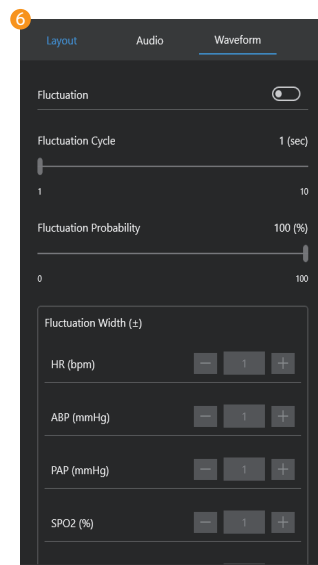 6
Layout Audio Waveform
Fluctuation
Fluctuation Cycle 1 (sec)
1 10
Fluctuation Probability 100 (%)
0 100
Fluctuation Width (±)
HR (bpm) − 1 +
ABP (mmHg) − 1 +
PAP (mmHg) − 1 +
SPO2 (%) − 1 +